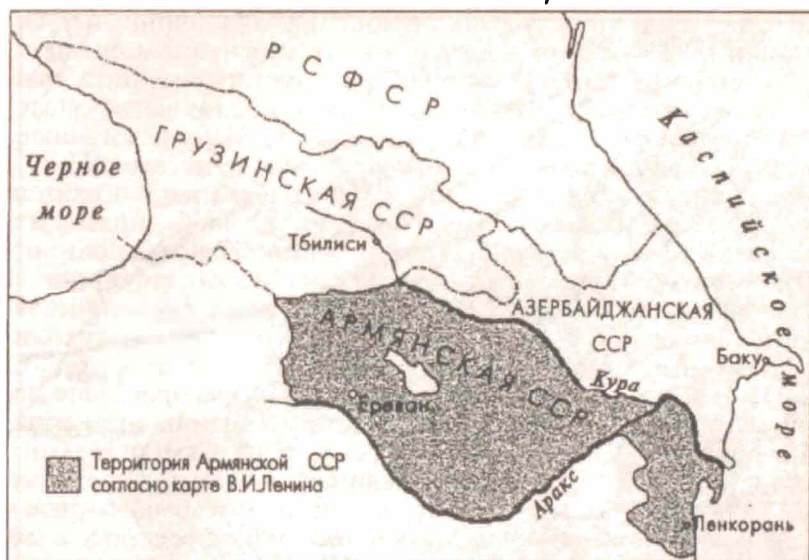 РСФСР
Каспийское море
ГРУЗИНСКАЯ ССР
Черное
море
Тбилиси
АЗЕРБАЙДЖАНСКАЯ
ССР
АРМЯНСКАЯ ССР
Баку
Кура
Ереван
Территория Армянской ССР
согласно карте В.И.Ленина
Аракс
Ленкорань